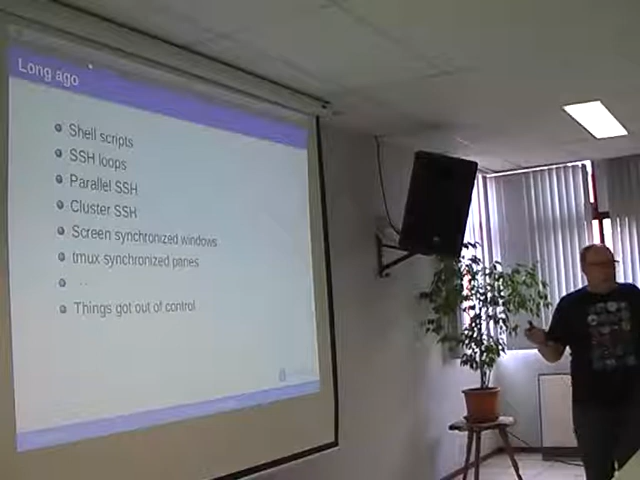 Long ago
Shell scripts
SSH loops
Parallel SSH
Cluster SSH
Screen synchronized windows
tmux synchronized panes
...
Things got out of control